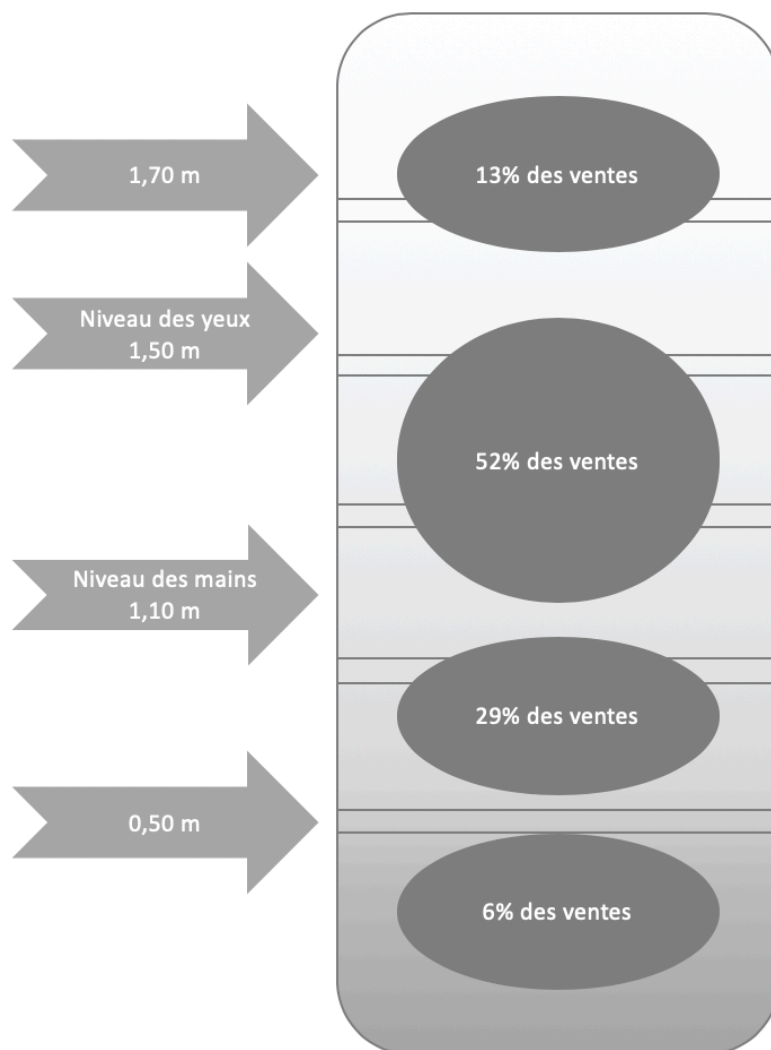 1,70 m
13% des ventes
Niveau des yeux
1,50 m
52% des ventes
Niveau des mains
1,10 m
29% des ventes
0,50 m
6% des ventes